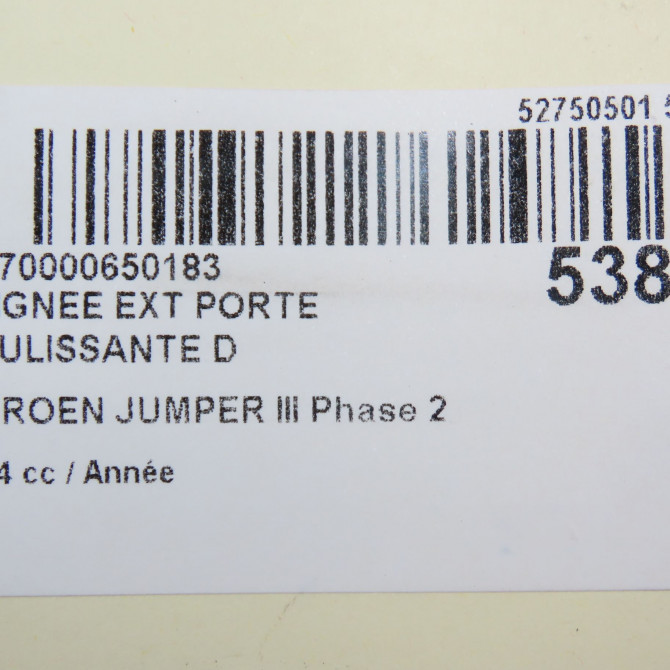 52750501 5
70000650183
538
GNEE EXT PORTE
ULISSANTE D
ROEN JUMPER III Phase 2
4 cc / Année